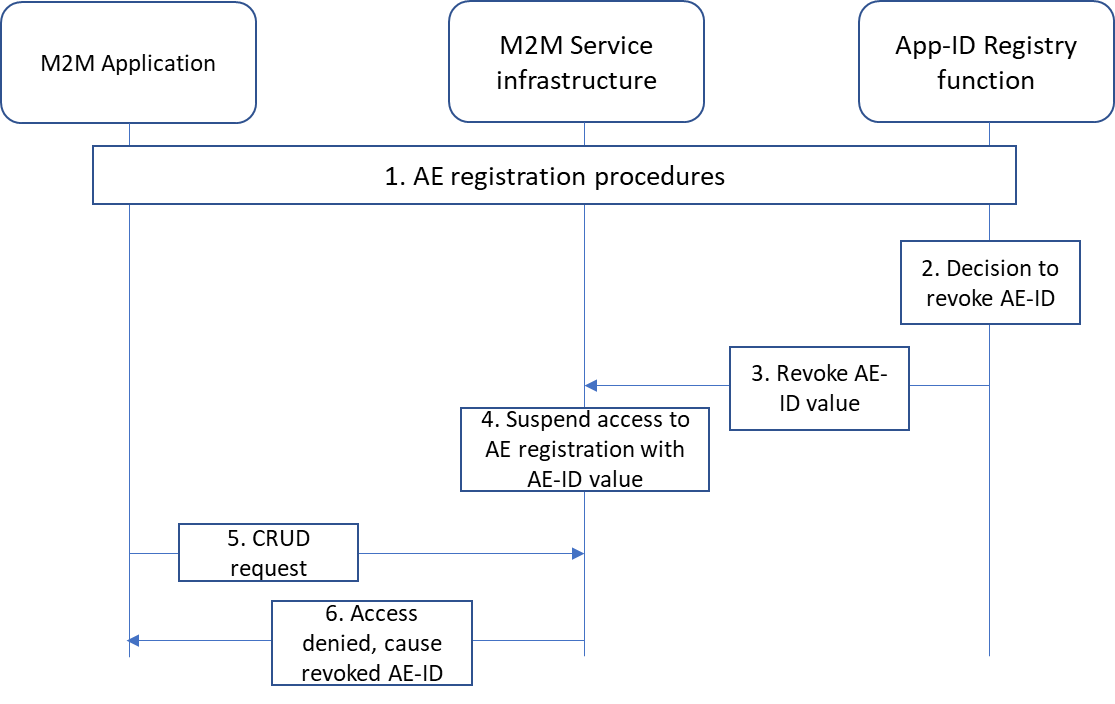 M2M Application
M2M Service
infrastructure
App-ID Registry
function
1. AE registration procedures
2. Decision to
revoke AE-ID
3. Revoke AE-
ID value
4. Suspend access to
AE registration with
AE-ID value
5. CRUD
request
6. Access
denied, cause
revoked AE-ID